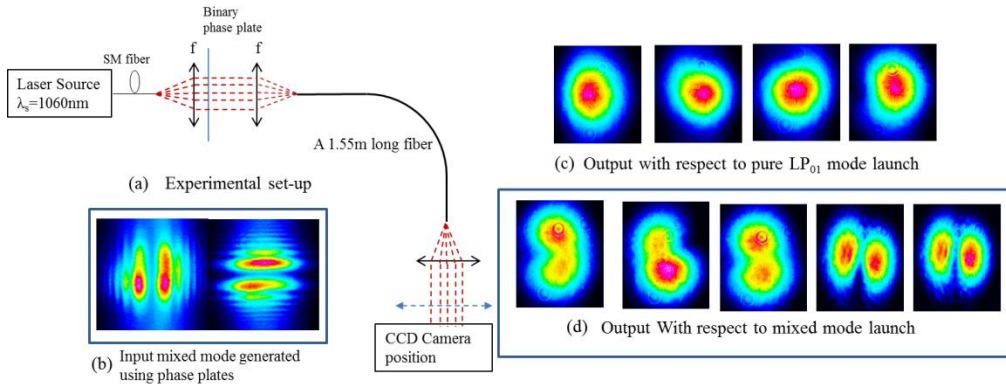 Binary
phase plate
SM fiber
f
f
Laser Source
λs=1060nm
A 1.55m long fiber
(a) Experimental set-up
(b) Input mixed mode generated
using phase plates
CCD Camera
position
(c) Output with respect to pure LP01 mode launch
(d) Output With respect to mixed mode launch